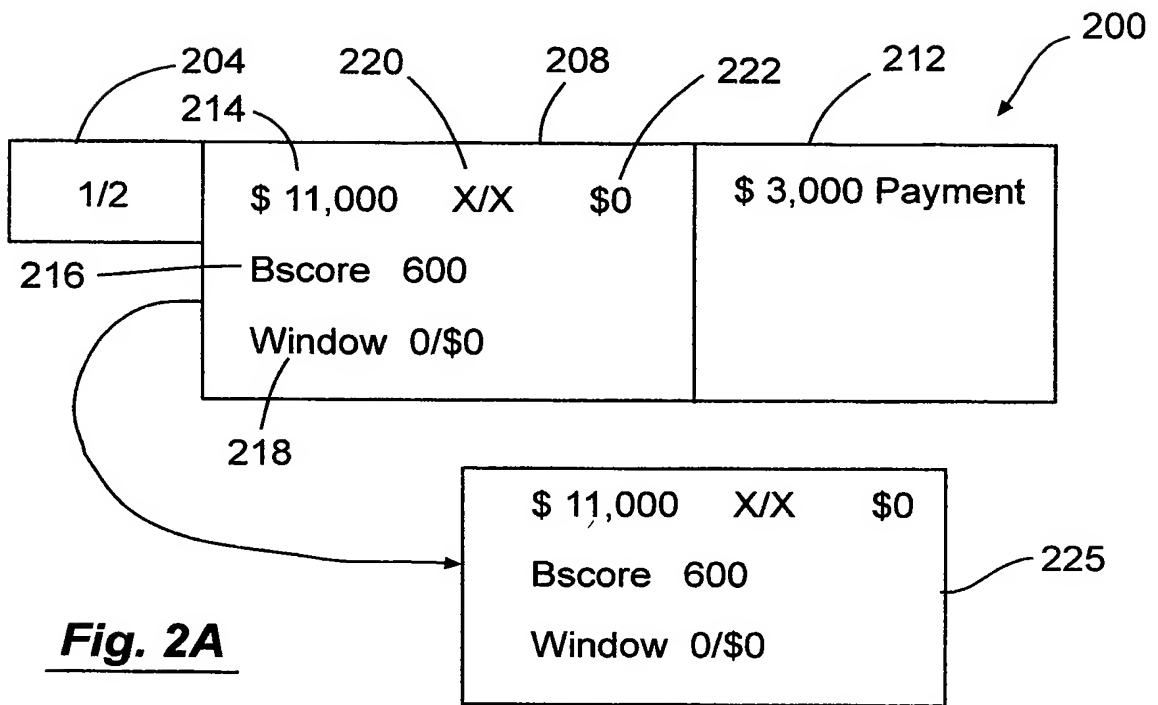 200
204 220 208 222 212
214
1/2
$ 11,000 X/X $0
$ 3,000 Payment
216
Bscore 600
Window 0/$0
218
$ 11,000 X/X $0
225
Bscore 600
Window 0/$0
Fig. 2A